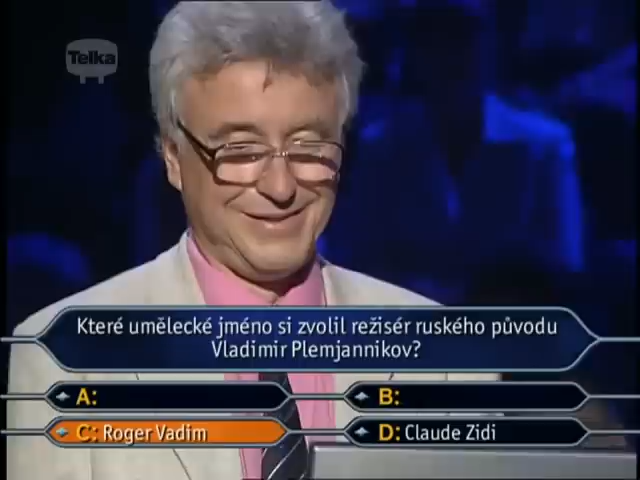 Telka
Které umělecké jméno si zvolil režisér ruského původu
Vladimir Plemjannikov?
A:
B:
C: Roger Vadim
D: Claude Zidi